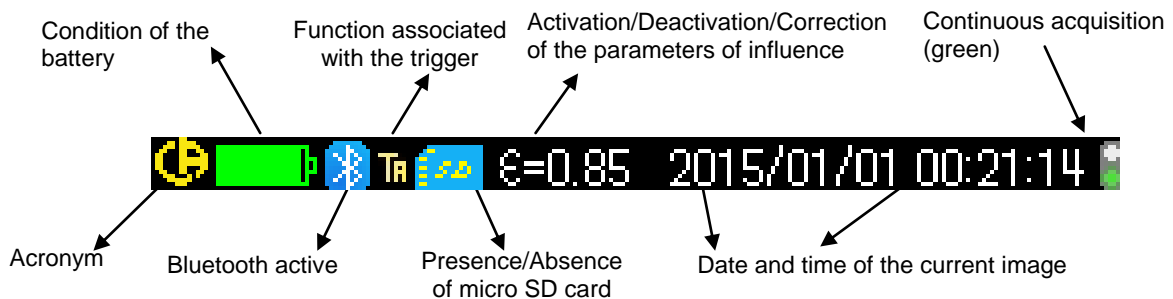 Condition of the
battery
Function associated
with the trigger
Activation/Deactivation/Correction
of the parameters of influence
Continuous acquisition
(green)
TA SD ε=0.85 2015/01/01 00:21:14
Acronym
Bluetooth active
Presence/Absence
of micro SD card
Date and time of the current image